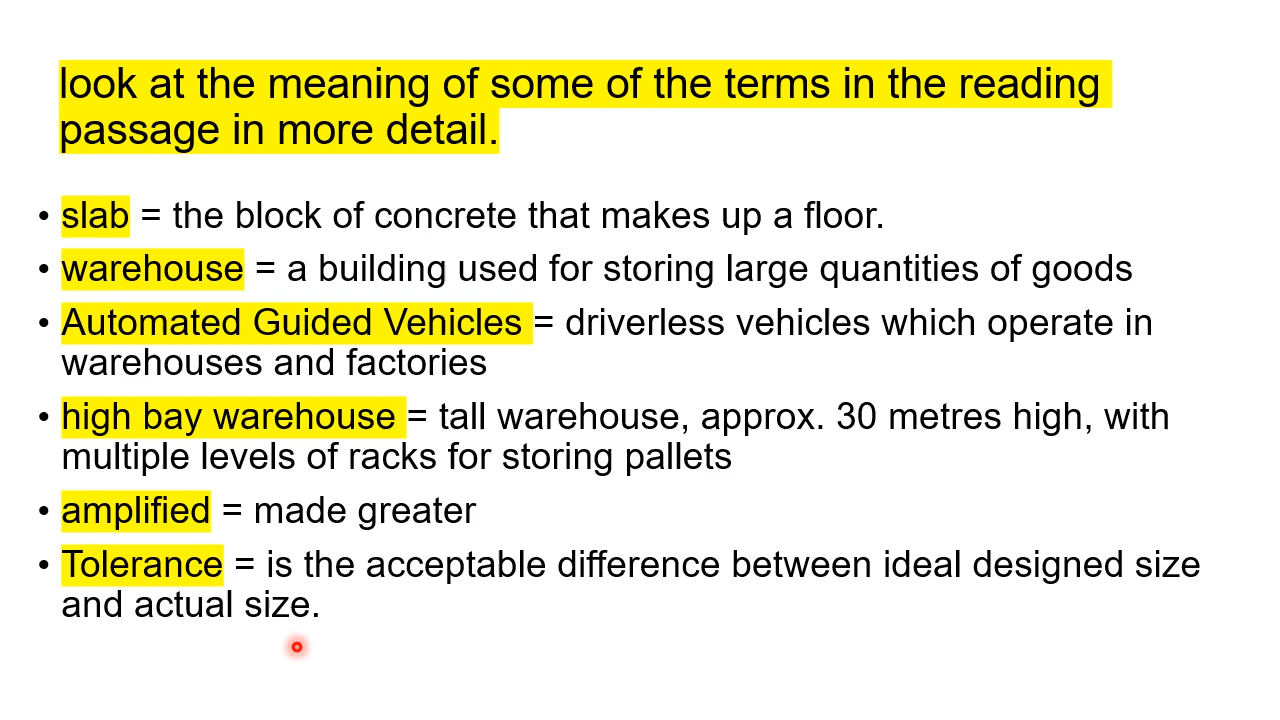 look at the meaning of some of the terms in the reading
passage in more detail.
• slab = the block of concrete that makes up a floor.
• warehouse = a building used for storing large quantities of goods
• Automated Guided Vehicles = driverless vehicles which operate in
warehouses and factories
• high bay warehouse = tall warehouse, approx. 30 metres high, with
multiple levels of racks for storing pallets
• amplified = made greater
• Tolerance = is the acceptable difference between ideal designed size
and actual size.